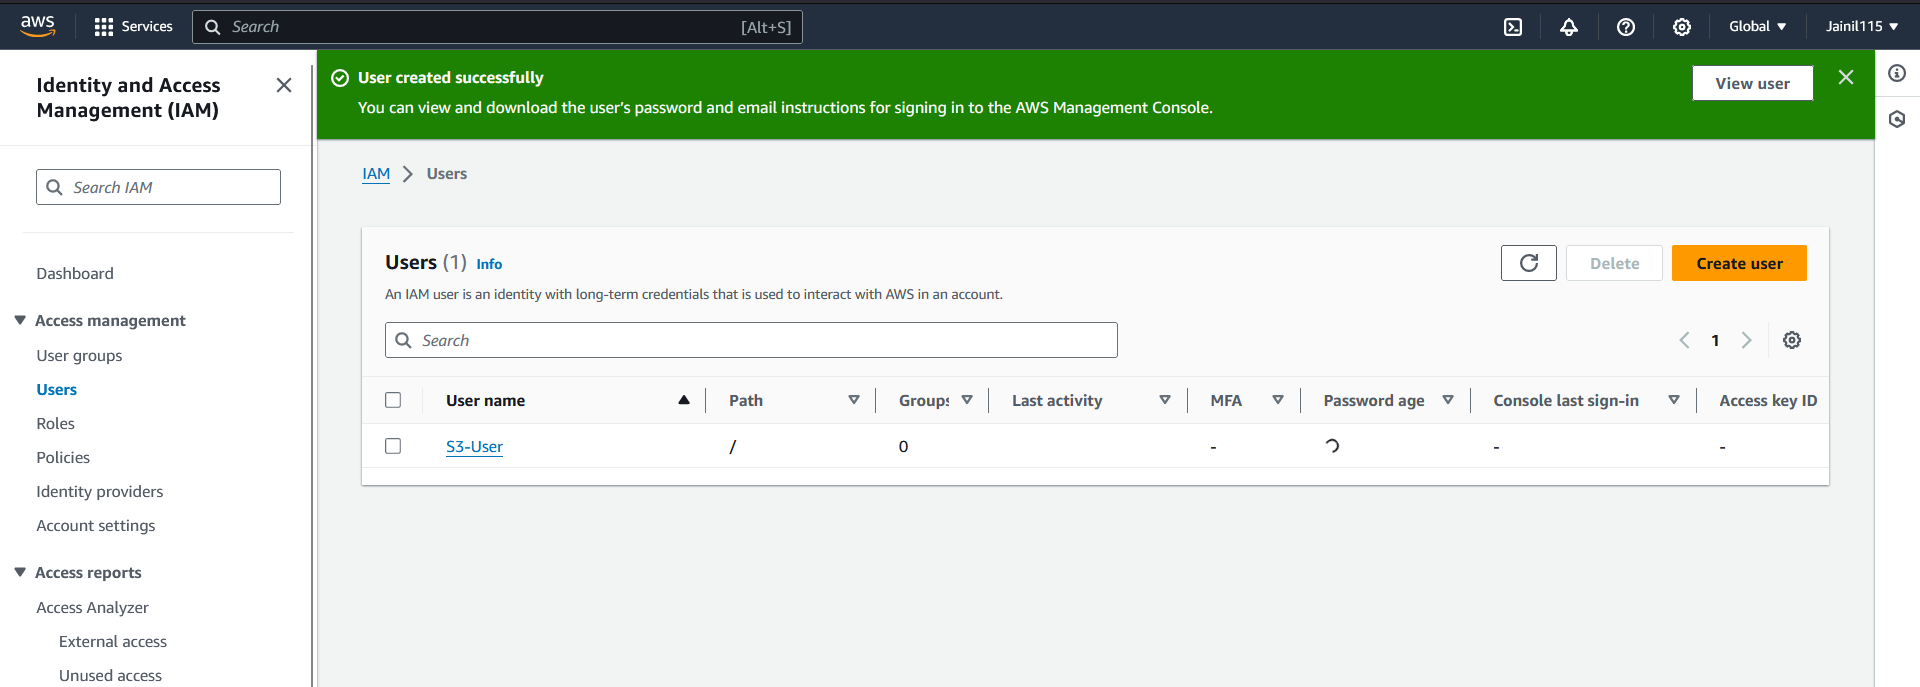 aws
Services
Search
[Alt+S]
Global
Jainil115
Identity and Access
Management (IAM)
Search IAM
Dashboard
Access management
User groups
Users
Roles
Policies
Identity providers
Account settings
Access reports
Access Analyzer
External access
Unused access
User created successfully
You can view and download the user's password and email instructions for signing in to the AWS Management Console.
View user
IAM
Users
Users (1) Info
An IAM user is an identity with long-term credentials that is used to interact with AWS in an account.
Delete
Create user
Search
1
User name Path Groups Last activity MFA Password age Console last sign-in Access key ID
S3-User / 0 - - -